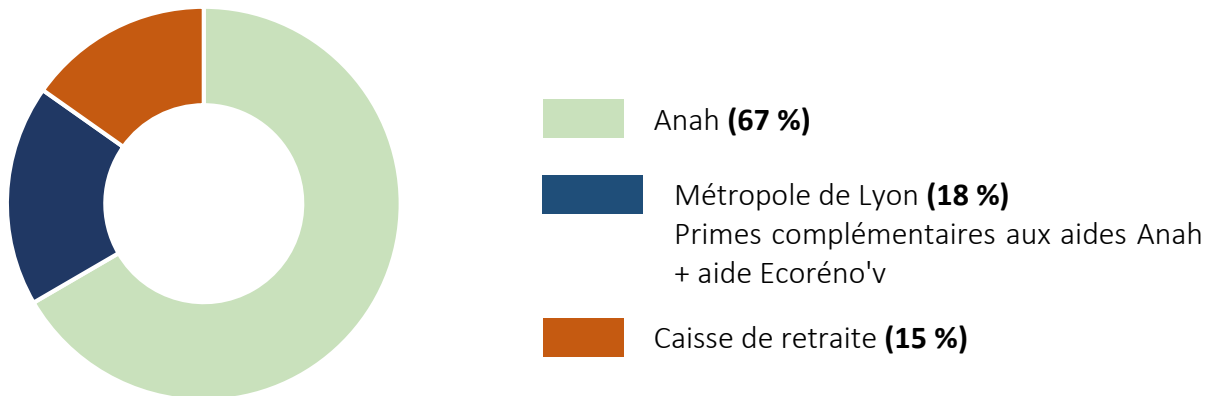 Anah (67 %)
Métropole de Lyon (18 %)
Primes complémentaires aux aides Anah
+ aide Ecoréno'v
Caisse de retraite (15 %)